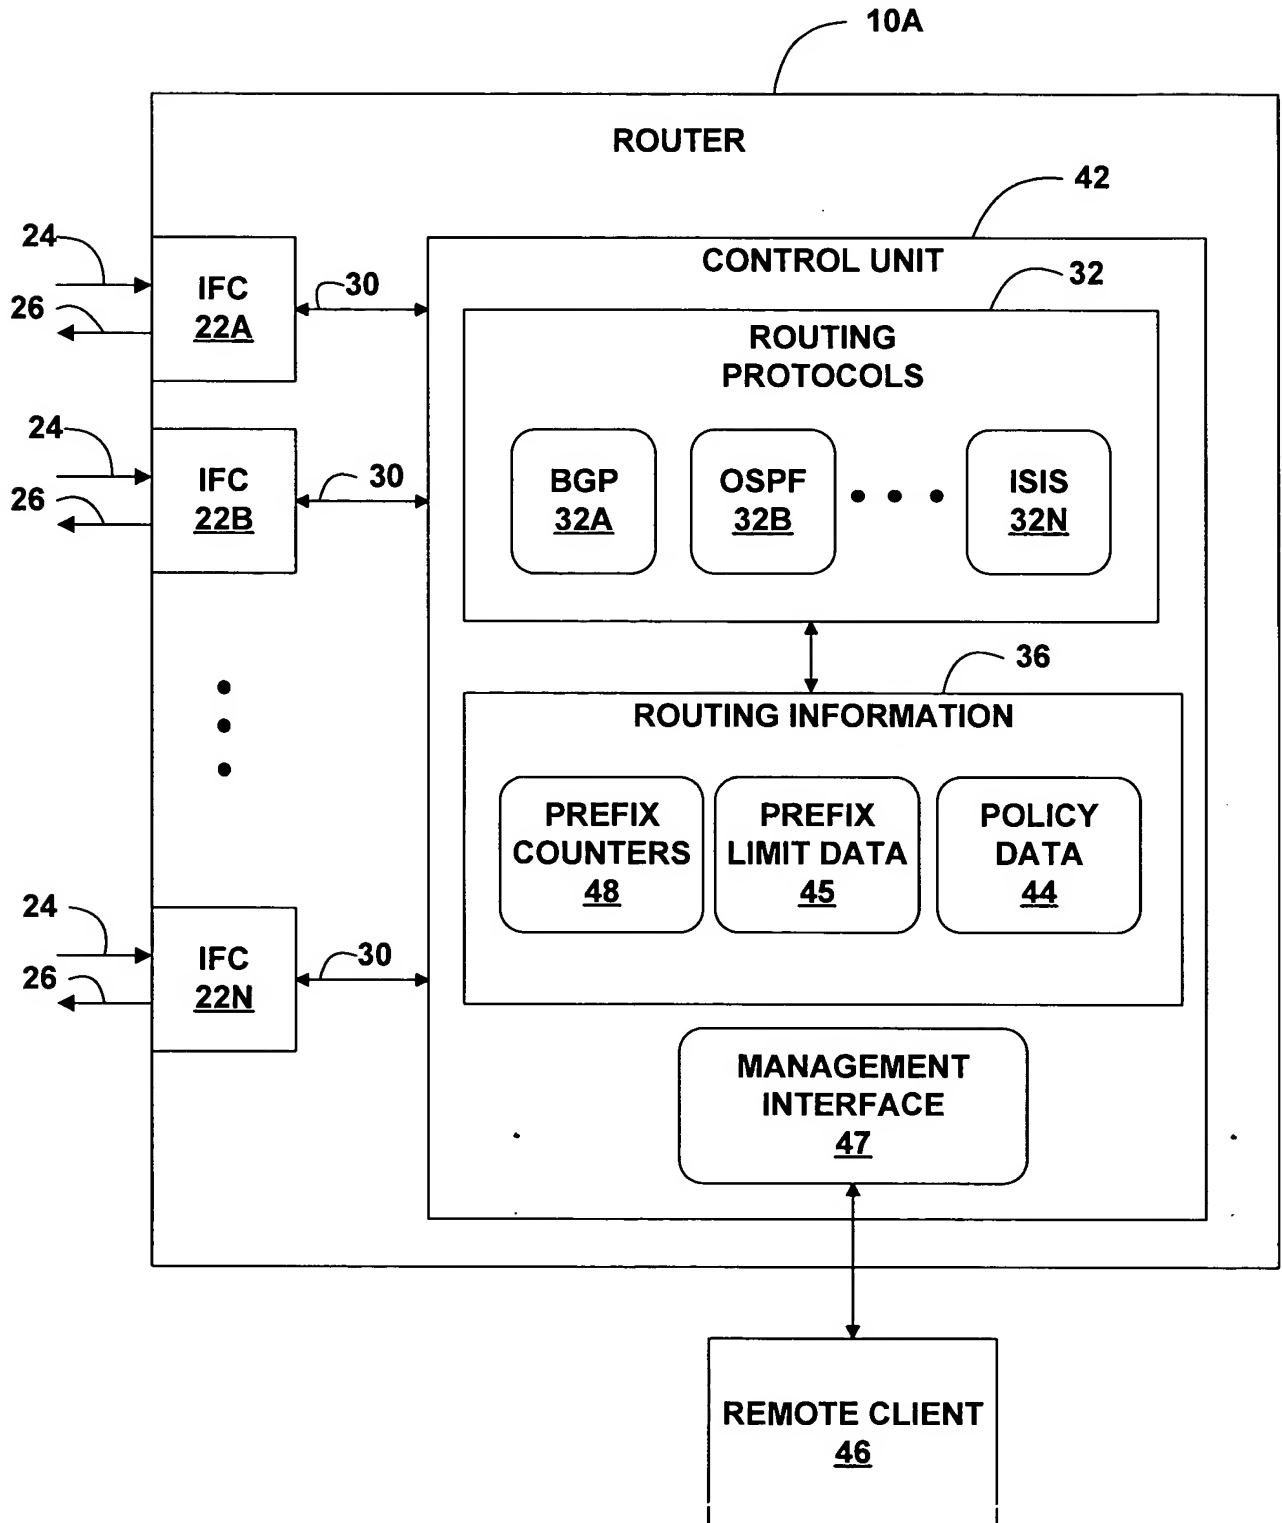 10A
ROUTER
42
24
CONTROL UNIT
IFC
22A
30
32
26
ROUTING
PROTOCOLS
24
IFC
22B
30
26
BGP
32A
OSPF
32B
ISIS
32N
36
ROUTING INFORMATION
PREFIX
COUNTERS
48
PREFIX
LIMIT DATA
45
POLICY
DATA
44
24
IFC
22N
30
26
MANAGEMENT
INTERFACE
47
REMOTE CLIENT
46